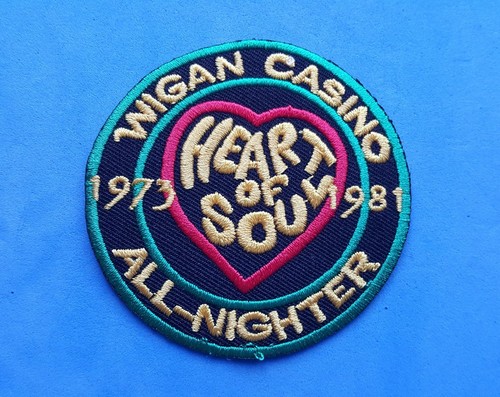 WIGAN CASINO
HEART
OF
SOUL
1973 1981
ALL-NIGHTER